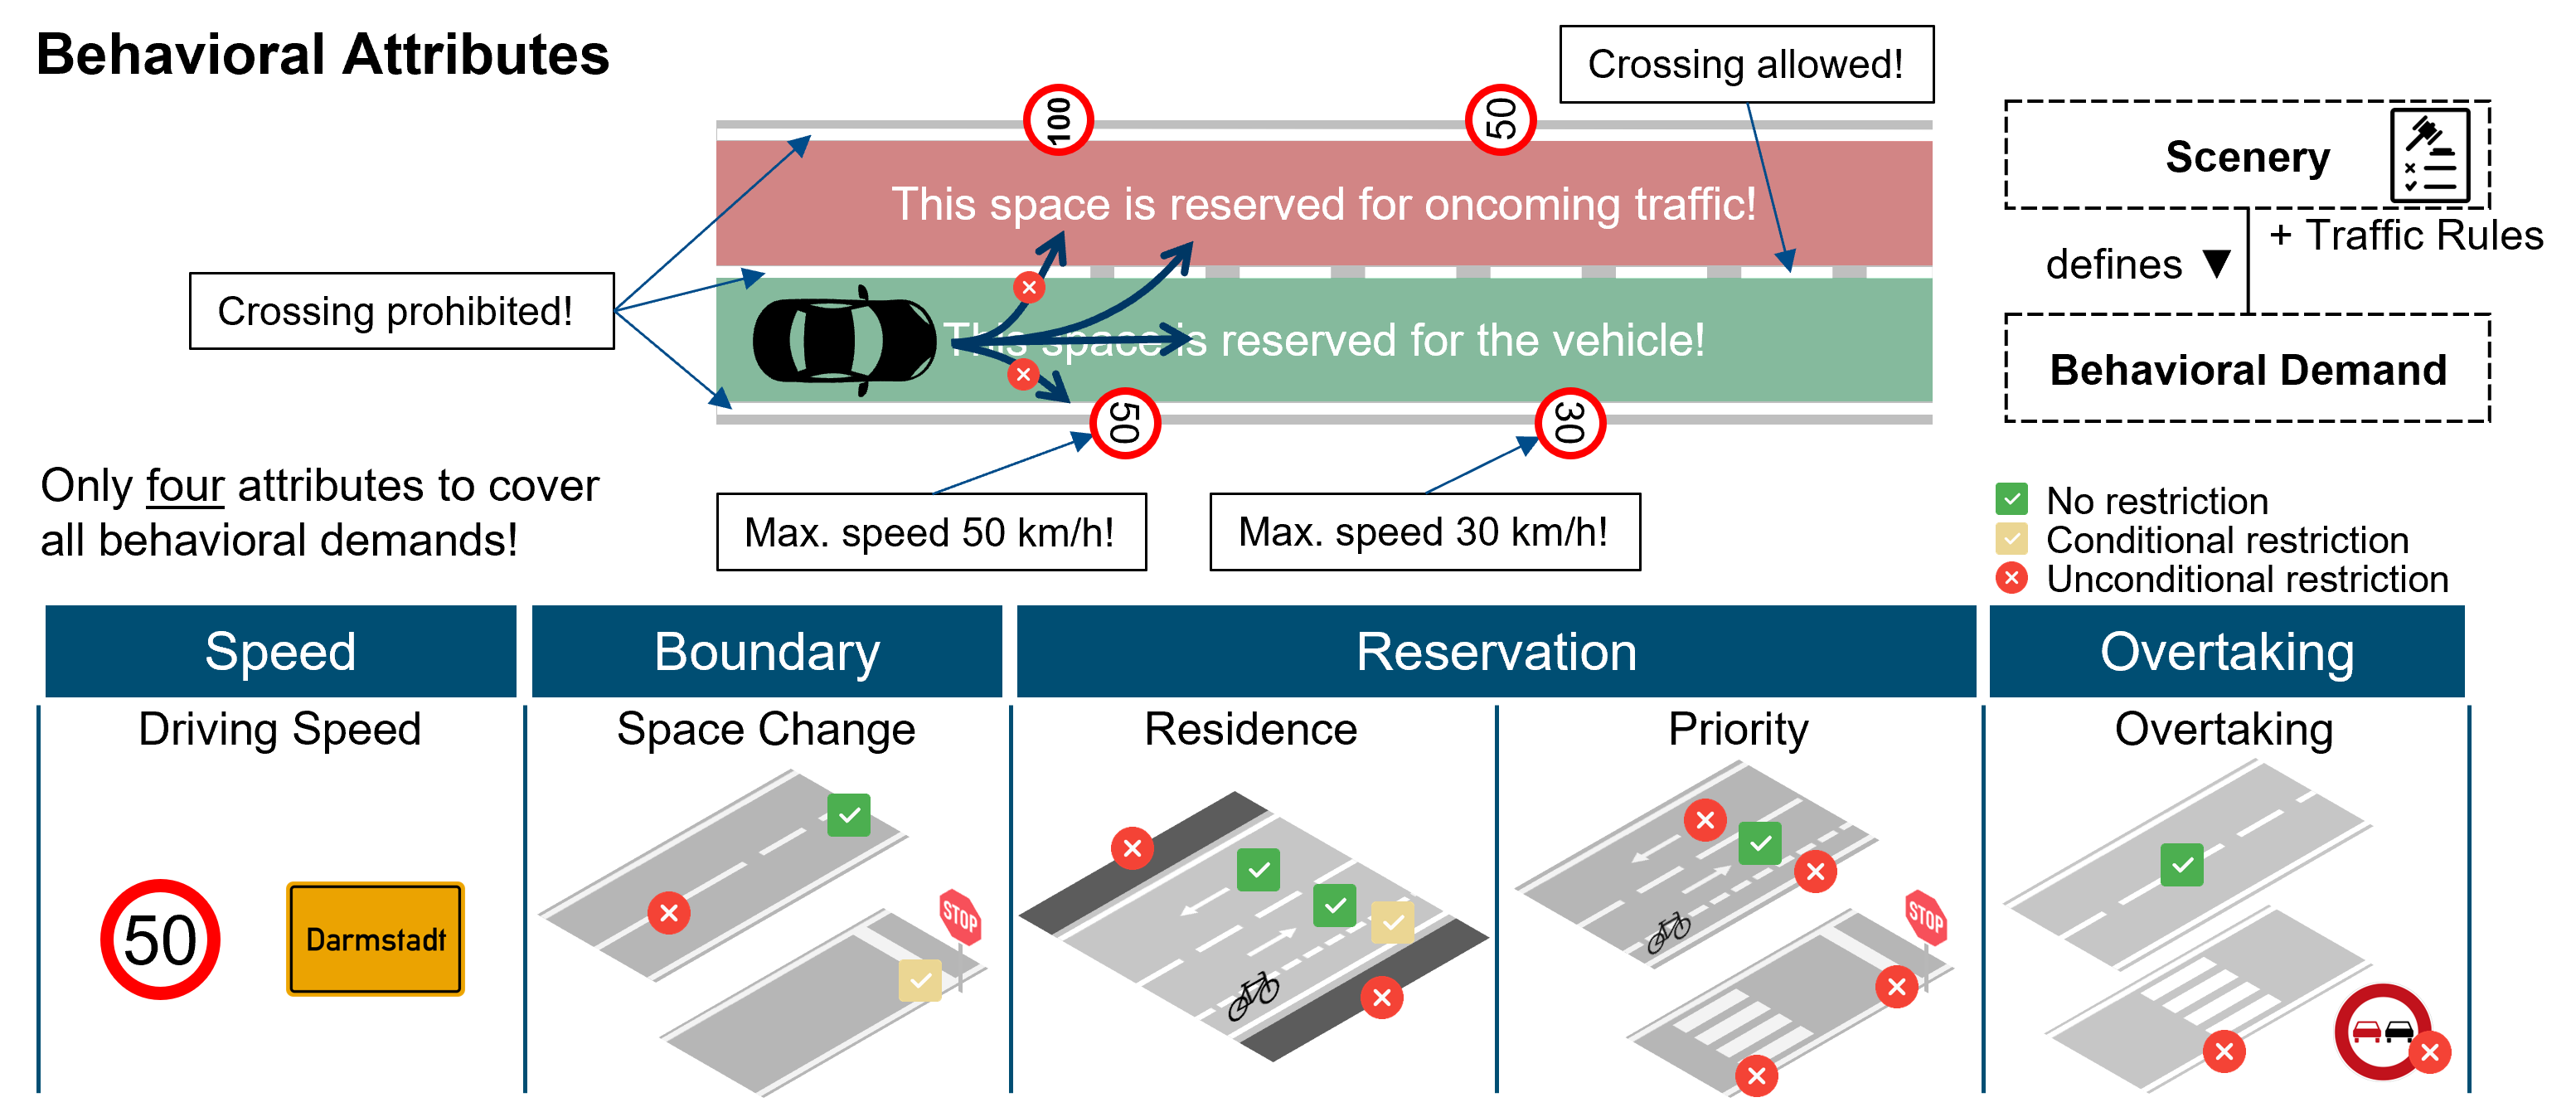 Behavioral Attributes
Crossing allowed!
100
50
This space is reserved for oncoming traffic!
Scenery
+ Traffic Rules
defines ▼
Crossing prohibited!
This space is reserved for the vehicle!
Behavioral Demand
50
30
Only four attributes to cover
all behavioral demands!
Max. speed 50 km/h!
Max. speed 30 km/h!
No restriction
Conditional restriction
Unconditional restriction
Speed
Boundary
Reservation
Overtaking
Driving Speed
Space Change
Residence
Priority
Overtaking
50
Darmstadt
STOP
STOP